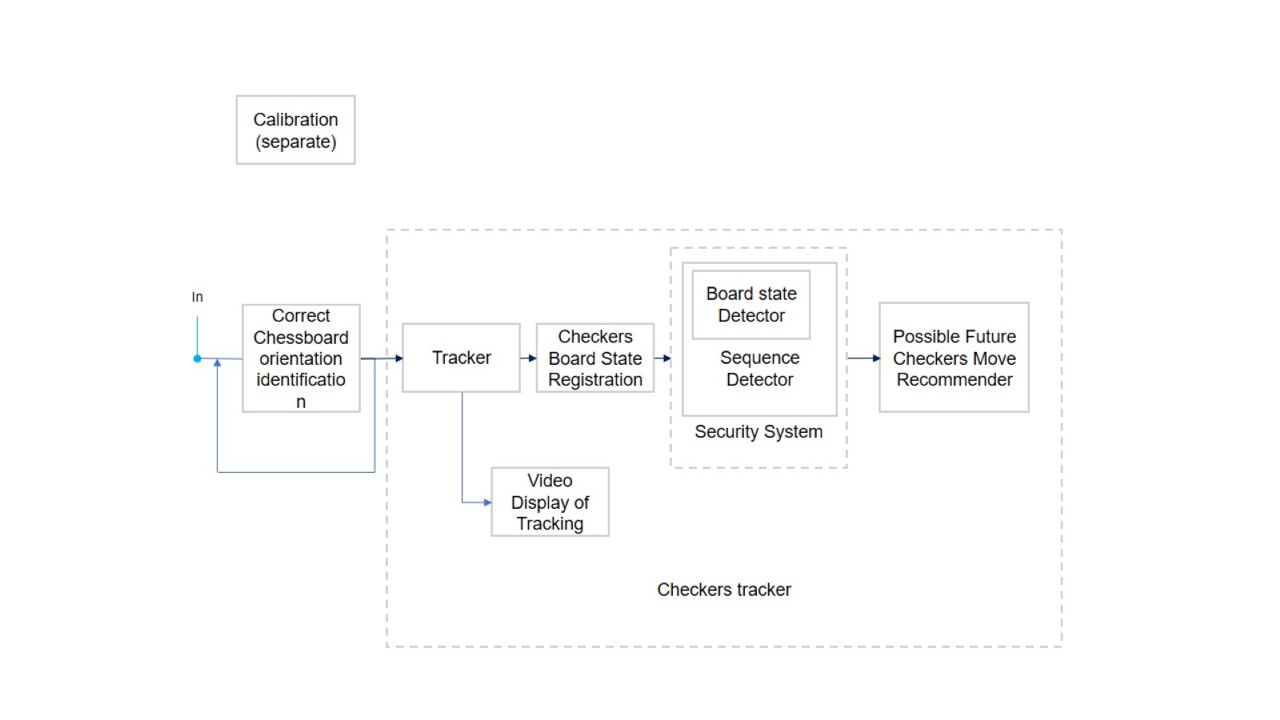 Calibration
(separate)
In
Correct
Chessboard
orientation
identificatio
n
Tracker
Checkers
Board State
Registration
Board state
Detector
Sequence
Detector
Security System
Possible Future
Checkers Move
Recommender
Video
Display of
Tracking
Checkers tracker